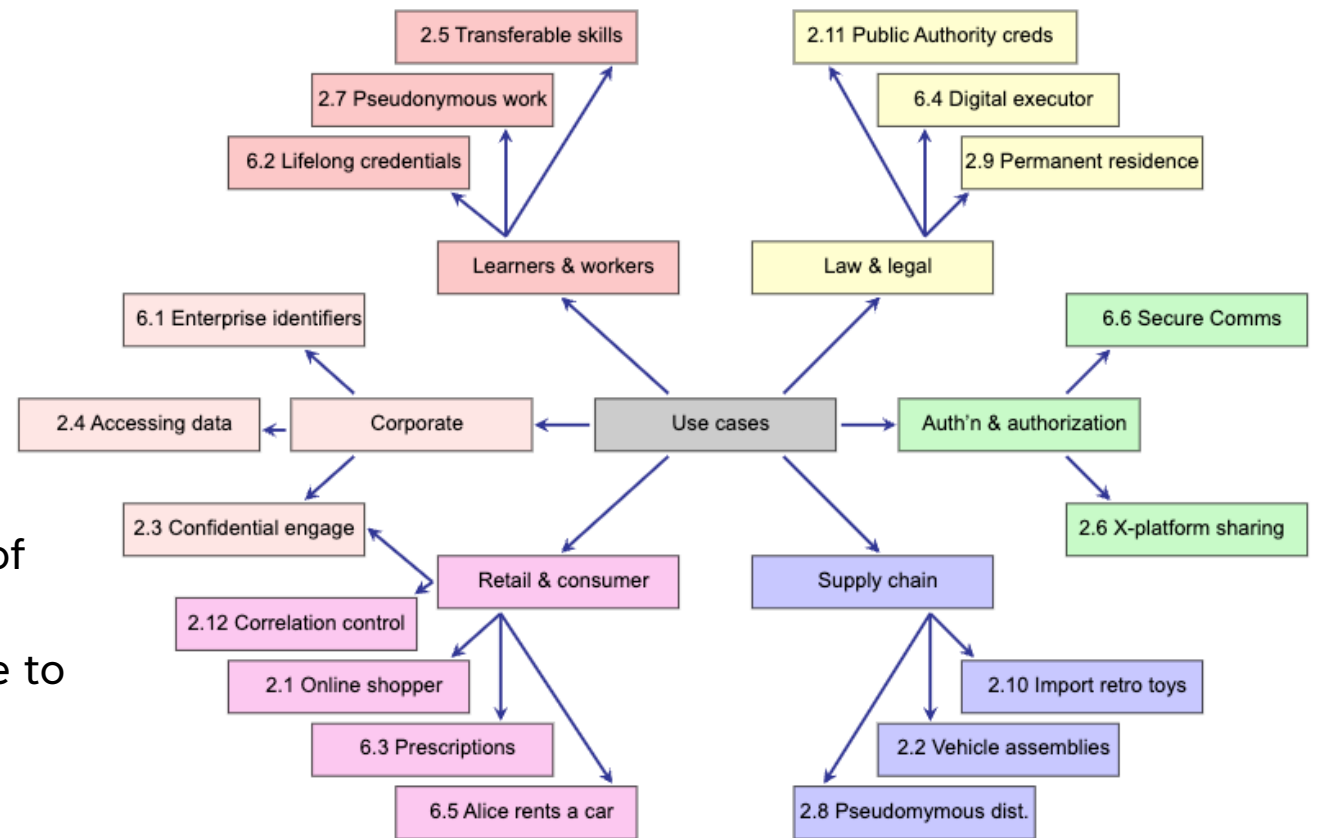 2.5 Transferable skills
2.11 Public Authority creds
2.7 Pseudonymous work
6.4 Digital executor
6.2 Lifelong credentials
2.9 Permanent residence
Learners & workers
Law & legal
6.1 Enterprise identifiers
6.6 Secure Comms
2.4 Accessing data
Corporate
Use cases
Auth'n & authorization
2.3 Confidential engage
2.6 X-platform sharing
of
Retail & consumer
Supply chain
2.12 Correlation control
e to
2.1 Online shopper
2.10 Import retro toys
6.3 Prescriptions
2.2 Vehicle assemblies
6.5 Alice rents a car
2.8 Pseudomymous dist.